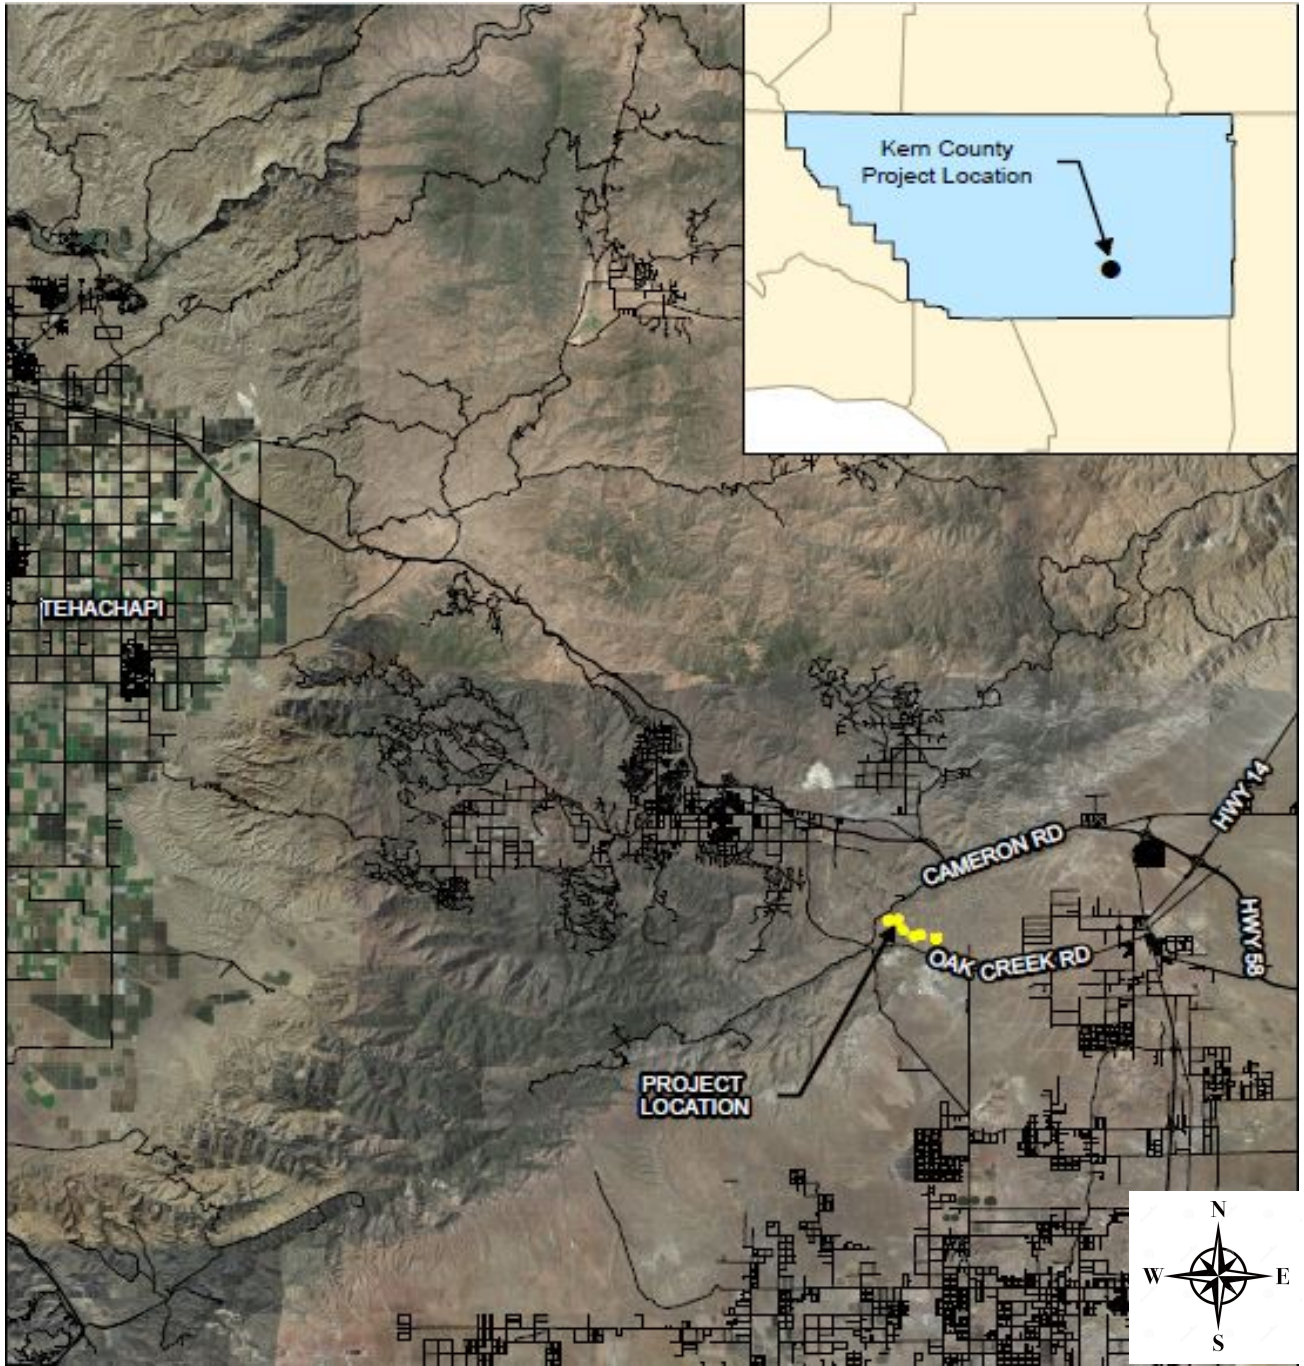 Kern County
Project Location
TEHACHAPI
HWY 14
CAMERON RD
HWY 58
OAK CREEK RD
PROJECT
LOCATION
N
W E
S